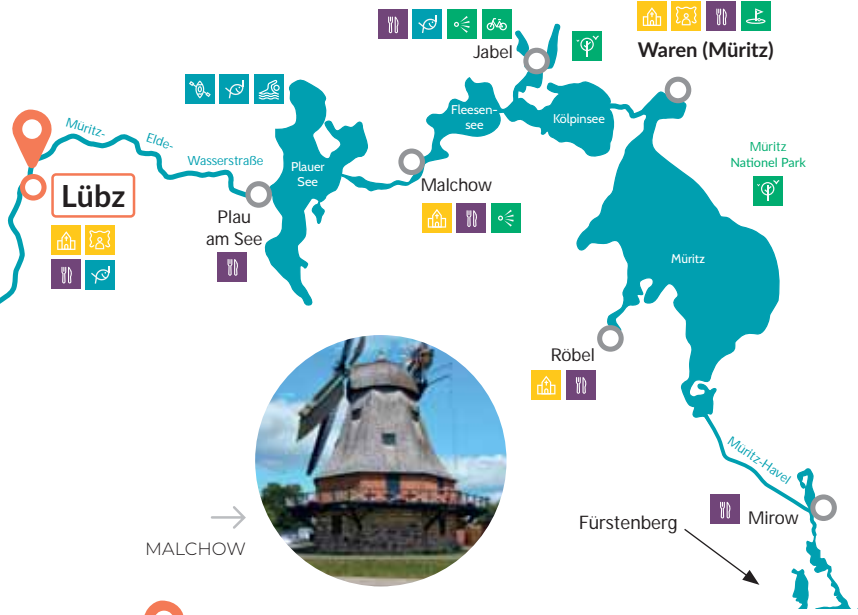 Jabel
Waren (Müritz)
Müritz-
Elde-
Wasserstraße
Lübz
Plau
am See
Plauer
See
Malchow
Fleesen-
see
Kölpinsee
Müritz
Nationel Park
Müritz
Röbel
Müritz-Havel
Mirow
Fürstenberg
MALCHOW